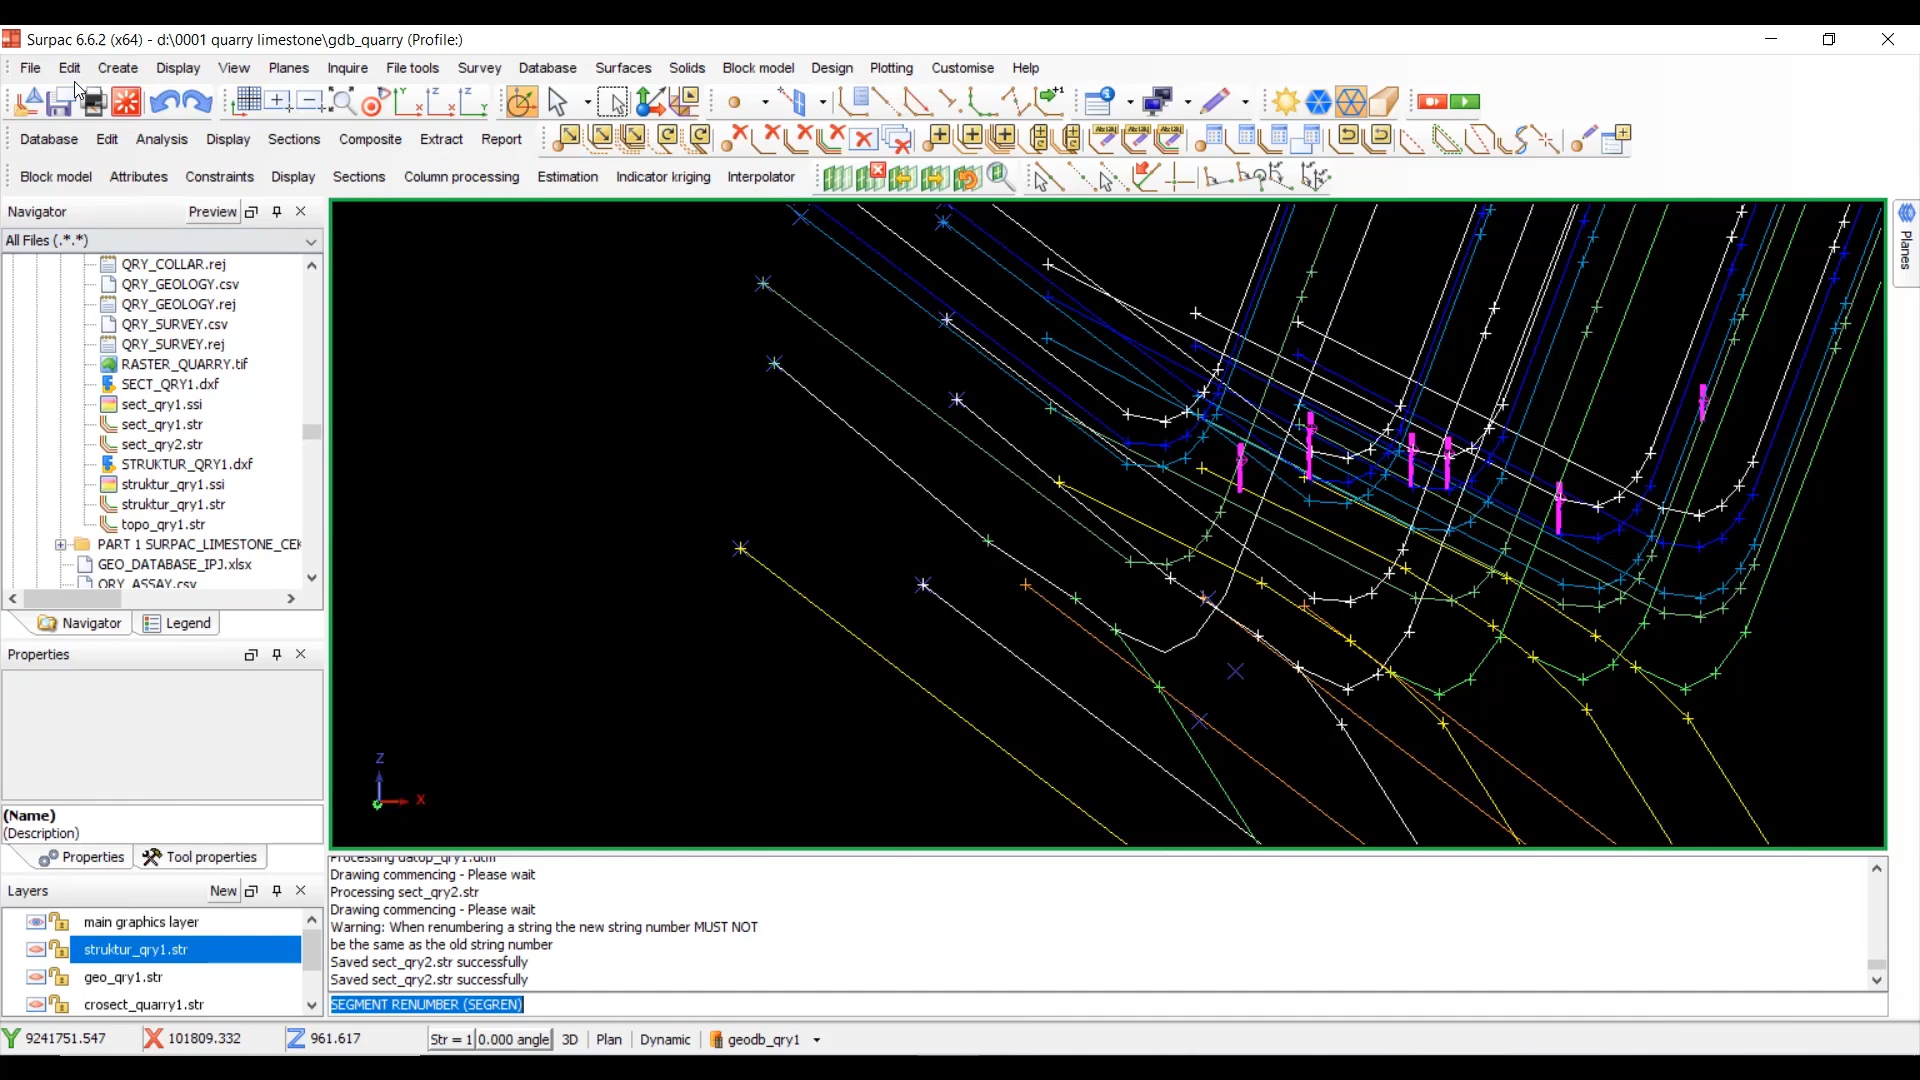 Surpac 6.6.2 (x64) - d:\0001 quarry limestone\gdb_quarry (Profile:)
File Edit Create Display View Planes Inquire File tools Survey Database Surfaces Solids Block model Design Plotting Customise Help
Database Edit Analysis Display Sections Composite Extract Report
Block model Attributes Constraints Display Sections Column processing Estimation Indicator kriging Interpolator
Navigator Preview
All Files (.*.*)
QRY_COLLAR.rej
QRY_GEOLOGY.csv
QRY_GEOLOGY.rej
QRY_SURVEY.csv
QRY_SURVEY.rej
RASTER_QUARRY.tif
SECT_QRY1.dxf
sect_qry1.ssi
sect_qry1.str
sect_qry2.str
STRUKTUR_QRY1.dxf
struktur_qry1.ssi
struktur_qry1.str
topo_qry1.str
PART 1 SURPAC_LIMESTONE_CEK
GEO_DATABASE_IPJ.xlsx
QRY_ASSAY.csv
Navigator Legend
Properties
(Name)
(Description)
Properties Tool properties
Layers New
main graphics layer
struktur_qry1.str
geo_qry1.str
crosect_quarry1.str
Planes
Z
X
Drawing commencing - Please wait
Processing sect_qry2.str
Drawing commencing - Please wait
Warning: When renumbering a string the new string number MUST NOT
be the same as the old string number
Saved sect_qry2.str successfully
Saved sect_qry2.str successfully
SEGMENT RENUMBER (SEGREN)
Y 9241751.547 X 101809.332 Z 961.617 Str = 1 0.000 angle 3D Plan Dynamic geodb_qry1